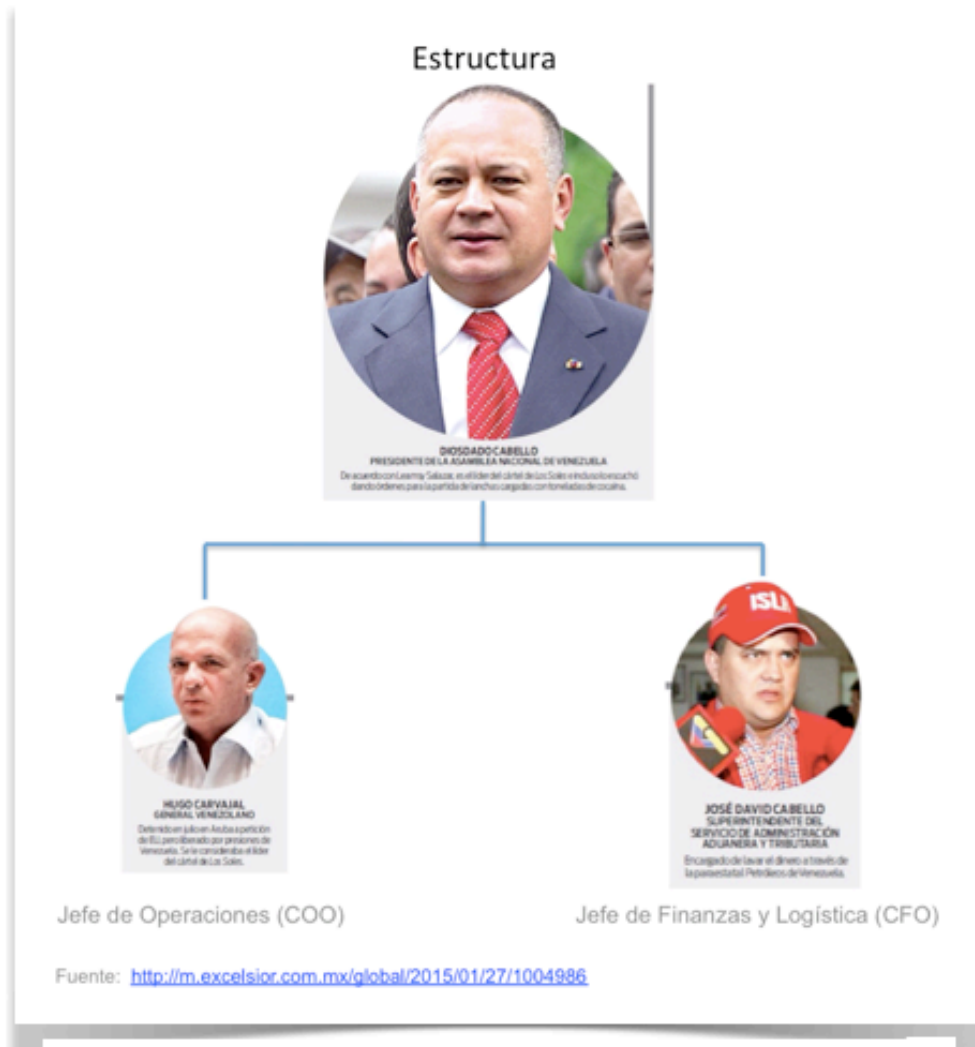 Estructura
DIOSDADO CABELLO
PRESIDENTE DE LA ASAMBLEA NACIONAL DE VENEZUELA
De acuerdo con Leamsy Salazar, es el líder del cártel de Los Soles e incluso lo escuchó
dando órdenes para la partida de lanchas cargadas con toneladas de cocaína.
ISLR
HUGO CARVAJAL
GENERAL VENEZOLANO
Detenido en julio en Aruba a petición
de EU, pero liberado por presiones de
Venezuela. Se le consideraba el líder
del cártel de Los Soles.
JOSÉ DAVID CABELLO
SUPERINTENDENTE DEL
SERVICIO DE ADMINISTRACIÓN
ADUANERA Y TRIBUTARIA
Encargado de lavar el dinero a través de
la paraestatal Petróleos de Venezuela.
Jefe de Operaciones (COO)
Jefe de Finanzas y Logística (CFO)
Fuente: http://m.excelsior.com.mx/global/2015/01/27/1004986